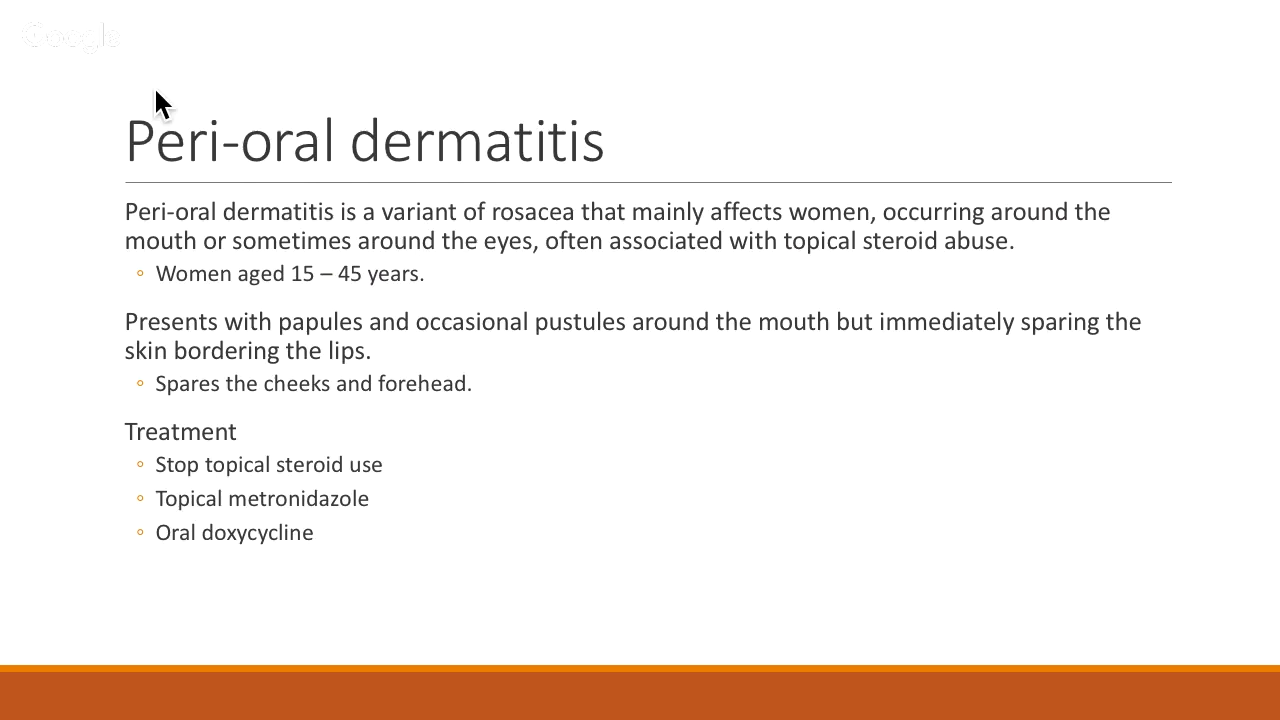 Google
Peri-oral dermatitis
Peri-oral dermatitis is a variant of rosacea that mainly affects women, occurring around the
mouth or sometimes around the eyes, often associated with topical steroid abuse.
◦ Women aged 15 – 45 years.
Presents with papules and occasional pustules around the mouth but immediately sparing the
skin bordering the lips.
◦ Spares the cheeks and forehead.
Treatment
◦ Stop topical steroid use
◦ Topical metronidazole
◦ Oral doxycycline